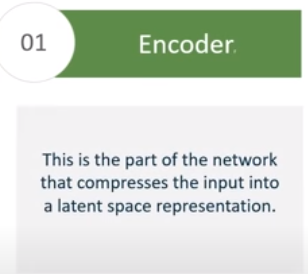 01
Encoder.
This is the part of the network
that compresses the input into
a latent space representation.